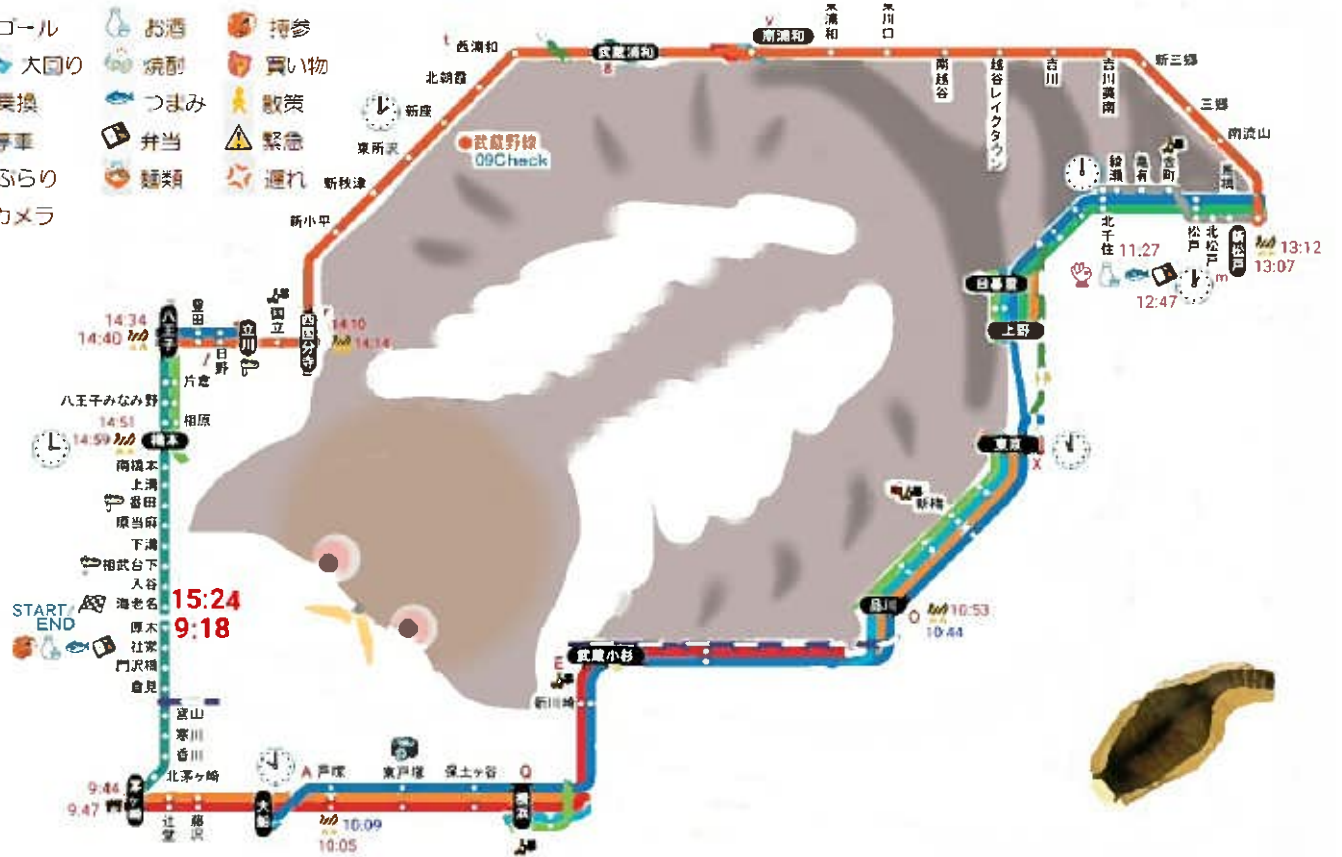 ゴール
お酒
持参
大回り
焼酎
買い物
乗換
つまみ
散策
停車
弁当
緊急
ぶらり
麺類
遅れ
カメラ
t
西浦和
武蔵浦和
8
y
南浦和
東浦和
東川口
南越谷
越谷レイクタウン
吉川
吉川美南
新三郷
三郷
南流山
北朝霞
新座
東所沢
新秋津
新小平
武蔵野線
09Check
綾瀬
亀有
金町
馬橋
北千住
松戸
北松戸
新松戸
m
11:27
12:47
13:12
13:07
日暮里
上野
東京
X
新橋
品川
O
10:53
10:44
14:34
14:40
八王子
豊田
日野
立川
国立
西国分寺
r
14:10
14:14
片倉
八王子みなみ野
相原
14:51
14:59
橋本
南橋本
上溝
番田
原当麻
下溝
相武台下
入谷
海老名
15:24
9:18
START/
END
厚木
社家
門沢橋
倉見
宮山
寒川
香川
北茅ヶ崎
9:44
9:47
茅ヶ崎
辻堂
藤沢
大船
A
戸塚
東戸塚
保土ヶ谷
Q
横浜
10:09
10:05
E
武蔵小杉
新川崎